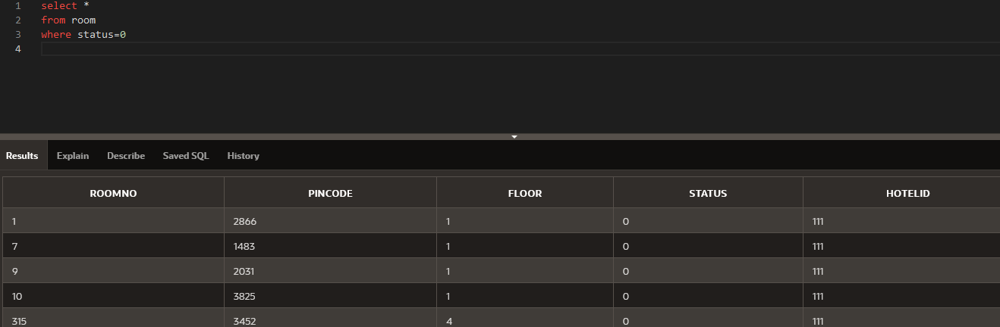 1 select *
2 from room
3 where status=0
4
Results Explain Describe Saved SQL History
ROOMNO PINCODE FLOOR STATUS HOTELID
1 2866 1 0 111
7 1483 1 0 111
9 2031 1 0 111
10 3825 1 0 111
315 3452 4 0 111